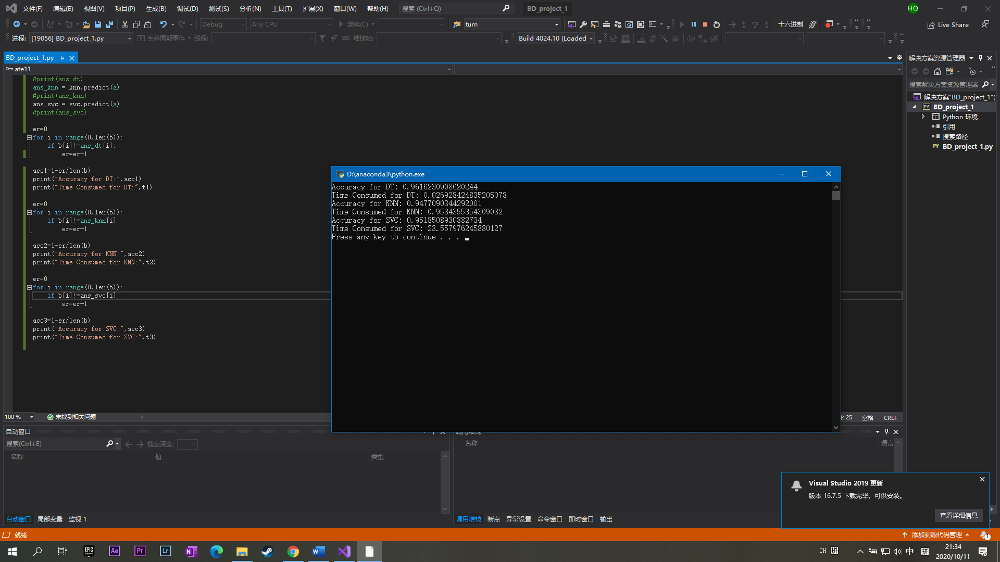 文件(F) 编辑(E) 视图(V) 项目(P) 生成(B) 调试(D) 测试(S) 分析(N) 工具(T) 扩展(X) 窗口(W) 帮助(H) 搜索 (Ctrl+Q) BD_project_1 HQ
Debug Any CPU 继续(C) turn 十六进制 Live Share
进程: [19056] BD_project_1.py 生命周期事件 线程: 堆栈帧: Build 4024.10 (Loaded
BD_project_1.py
ate11
#print(ans_dt)
ans_knn = knn.predict(a)
#print(ans_knn)
ans_svc = svc.predict(a)
#print(ans_svc)
er=0
for i in range(0,len(b)):
if b[i]!=ans_dt[i]:
er=er+1
acc1=1-er/len(b)
print("Accuracy for DT:",acc1)
print("Time Consumed for DT:",t1)
er=0
for i in range(0,len(b)):
if b[i]!=ans_knn[i]:
er=er+1
acc2=1-er/len(b)
print("Accuracy for KNN:",acc2)
print("Time Consumed for KNN:",t2)
er=0
for i in range(0,len(b)):
if b[i]!=ans_svc[i]:
er=er+1
acc3=1-er/len(b)
print("Accuracy for SVC:",acc3)
print("Time Consumed for SVC:",t3)
D:\anaconda3\python.exe
Accuracy for DT: 0.9616230908620244
Time Consumed for DT: 0.026928424835205078
Accuracy for KNN: 0.9477090344292001
Time Consumed for KNN: 0.9584355354309082
Accuracy for SVC: 0.9518508930882734
Time Consumed for SVC: 23.557976245880127
Press any key to continue . . .
解决方案资源管理器
搜索解决方案资源管理器
解决方案"BD_project_1"(
BD_project_1
Python 环境
引用
搜索路径
BD_project_1.py
100 % 未找到相关问题 : 25 空格 CRLF
自动窗口
搜索(Ctrl+E) 搜索深度:
名称 值 类型
自动窗口 局部变量 监视 1
调用堆栈
名称 语言
调用堆栈 断点 异常设置 命令窗口 即时窗口 输出
Visual Studio 2019 更新
版本 16.7.5 下载完毕，可供安装。
查看详细信息
就绪 添加到源代码管理 1
EPIC GAMES Ae Pr Lr N W CH 拼 中 拼 21:34
2020/10/11